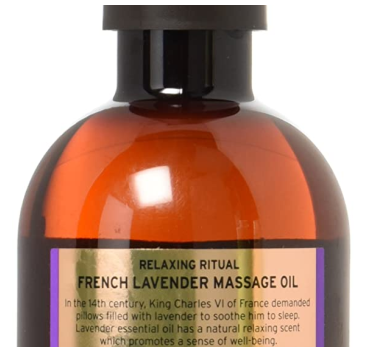 RELAXING RITUAL
FRENCH LAVENDER MASSAGE OIL
In the 14th century, King Charles VI of France demanded
pillows filled with lavender to soothe him to sleep.
Lavender essential oil has a natural relaxing scent
which promotes a sense of well-being.